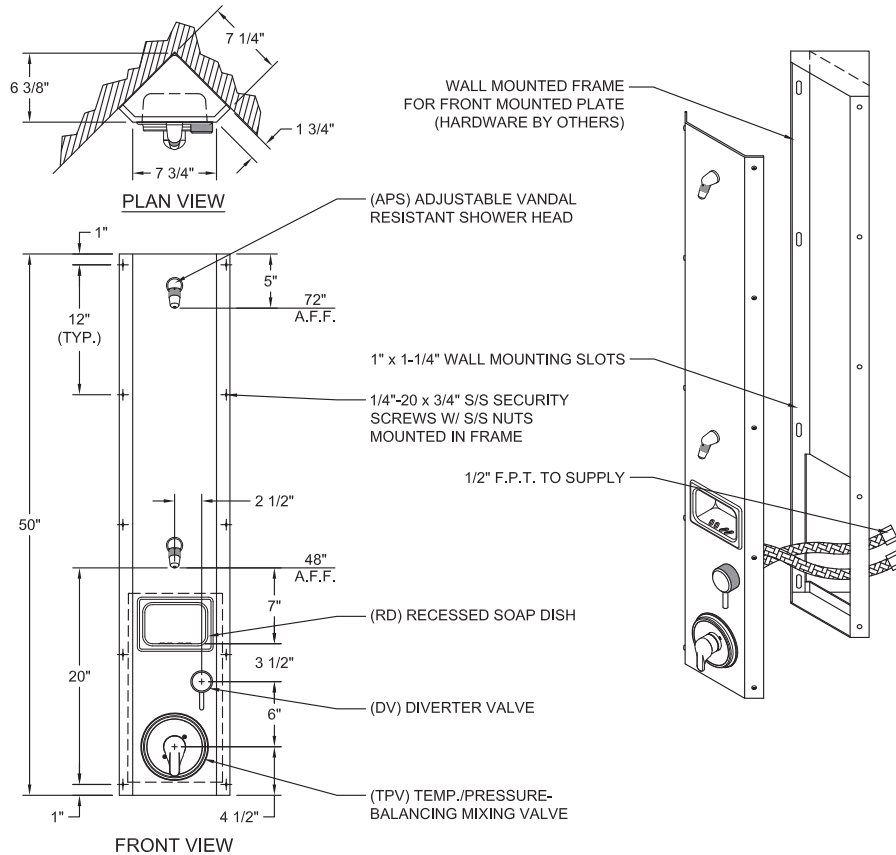 7 1/4"
6 3/8"
1 3/4"
7 3/4"
PLAN VIEW
WALL MOUNTED FRAME
FOR FRONT MOUNTED PLATE
(HARDWARE BY OTHERS)
(APS) ADJUSTABLE VANDAL
RESISTANT SHOWER HEAD
1"
5"
72"
A.F.F.
12"
(TYP.)
1" x 1-1/4" WALL MOUNTING SLOTS
1/4"-20 x 3/4" S/S SECURITY
SCREWS W/ S/S NUTS
MOUNTED IN FRAME
1/2" F.P.T. TO SUPPLY
2 1/2"
50"
48"
A.F.F.
7"
(RD) RECESSED SOAP DISH
3 1/2"
20"
6"
(DV) DIVERTER VALVE
(TPV) TEMP./PRESSURE-
BALANCING MIXING VALVE
1"
4 1/2"
FRONT VIEW